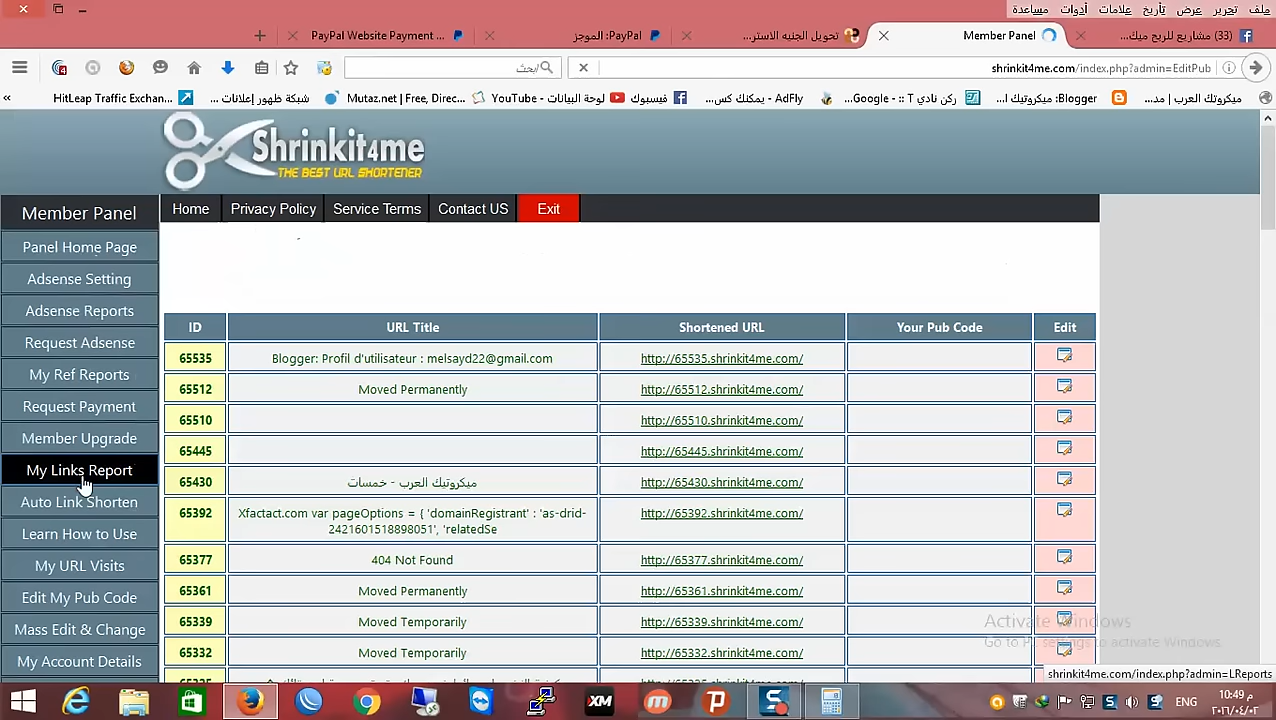 ملف تحرير عرض تأريخ علامات أدوات مساعدة
(33) مشاريع للربح ميك...
Member Panel
تحويل الجنيه الاستر...
PayPal: الموجز
PayPal Website Payment ...
shrinkit4me.com/index.php?admin=EditPub
ابحث
ميكروتك العرب | مد...
Blogger: ميكروتيك ا...
ركن نادي Google - :: T...
AdFly - يمكنك كس...
فيسبوك
لوحة البيانات - YouTube
Mutaz.net | Free, Direc...
شبكة ظهور إعلانات ...
HitLeap Traffic Exchan...
Shrinkit4me
THE BEST URL SHORTENER
Member Panel
Home Privacy Policy Service Terms Contact US Exit
Panel Home Page
Adsense Setting
Adsense Reports
Request Adsense
My Ref Reports
Request Payment
Member Upgrade
My Links Report
Auto Link Shorten
Learn How to Use
My URL Visits
Edit My Pub Code
Mass Edit & Change
My Account Details
ID URL Title Shortened URL Your Pub Code Edit
65535 Blogger: Profil d'utilisateur : melsayd22@gmail.com http://65535.shrinkit4me.com/
65512 Moved Permanently http://65512.shrinkit4me.com/
65510 http://65510.shrinkit4me.com/
65445 http://65445.shrinkit4me.com/
65430 ميكروتيك العرب - خمسات http://65430.shrinkit4me.com/
65392 Xfactact.com var pageOptions = { 'domainRegistrant' : 'as-drid-
2421601518898051', 'relatedSe http://65392.shrinkit4me.com/
65377 404 Not Found http://65377.shrinkit4me.com/
65361 Moved Permanently http://65361.shrinkit4me.com/
65339 Moved Temporarily http://65339.shrinkit4me.com/
65332 Moved Temporarily http://65332.shrinkit4me.com/
Activate Windows
Go to PC settings to activate Windows.
shrinkit4me.com/index.php?admin=LReports
XM
ENG
10:49 م
٢٠١٦/٠٤/٠٢